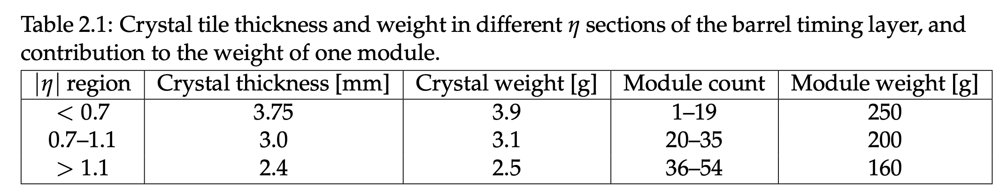 Table 2.1: Crystal tile thickness and weight in different η sections of the barrel timing layer, and
contribution to the weight of one module.
|η| region Crystal thickness [mm] Crystal weight [g] Module count Module weight [g]
< 0.7 3.75 3.9 1–19 250
0.7–1.1 3.0 3.1 20–35 200
> 1.1 2.4 2.5 36–54 160